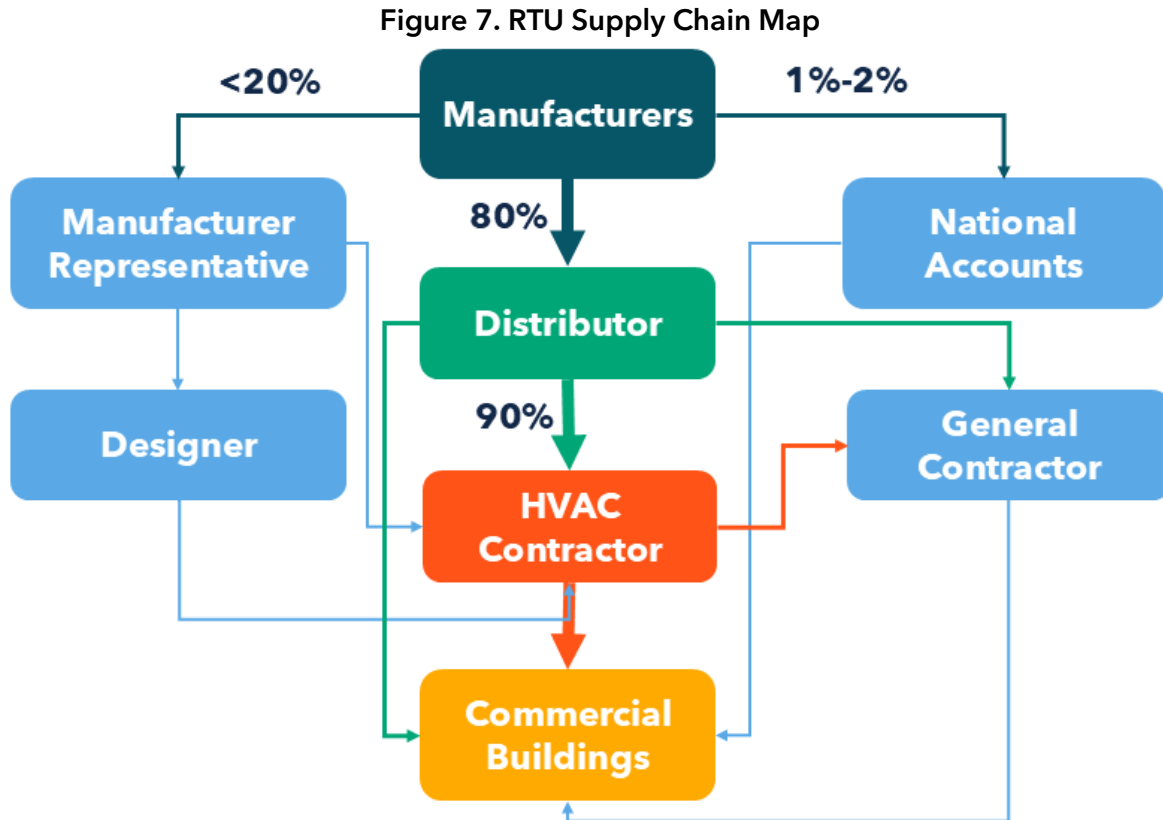 Figure 7. RTU Supply Chain Map
<20%
Manufacturers
1%-2%
Manufacturer
Representative
80%
National
Accounts
Distributor
Designer
90%
General
Contractor
HVAC
Contractor
Commercial
Buildings